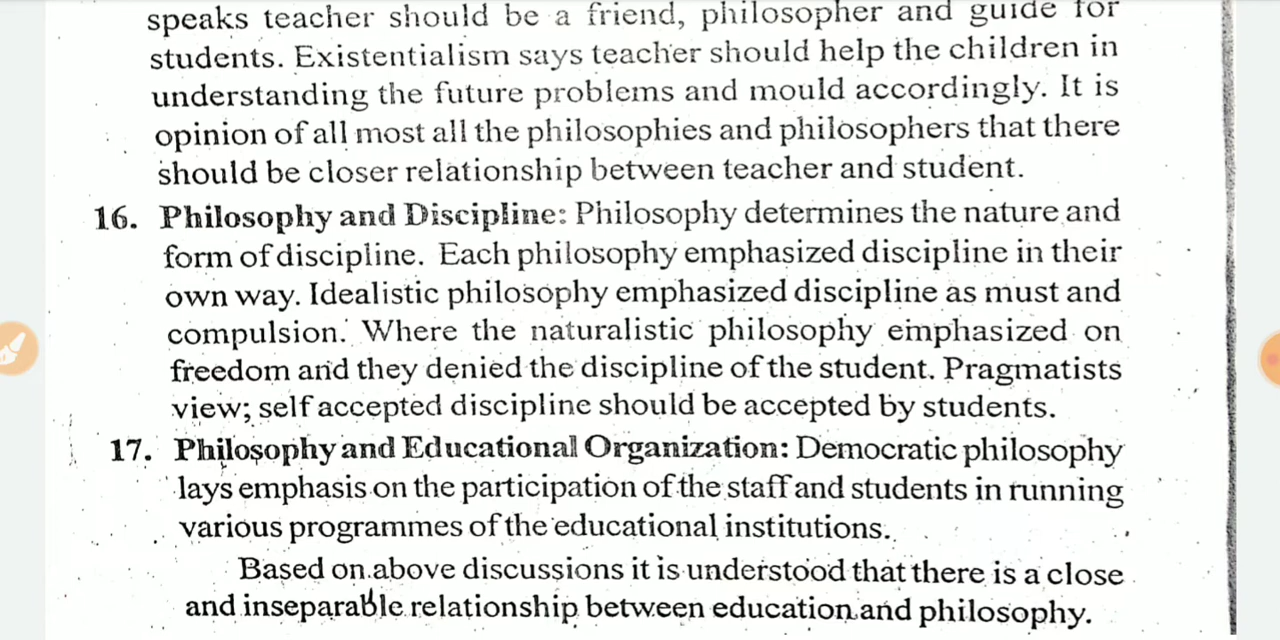 speaks teacher should be a friend, philosopher and guide for
students. Existentialism says teacher should help the children in
understanding the future problems and mould accordingly. It is
opinion of all most all the philosophies and philosophers that there
should be closer relationship between teacher and student.
16. Philosophy and Discipline: Philosophy determines the nature and
form of discipline. Each philosophy emphasized discipline in their
own way. Idealistic philosophy emphasized discipline as must and
compulsion. Where the naturalistic philosophy emphasized on
freedom and they denied the discipline of the student. Pragmatists
view; self accepted discipline should be accepted by students.
17. Philosophy and Educational Organization: Democratic philosophy
lays emphasis on the participation of the staff and students in running
various programmes of the educational institutions.
Based on above discussions it is understood that there is a close
and inseparable relationship between education and philosophy.